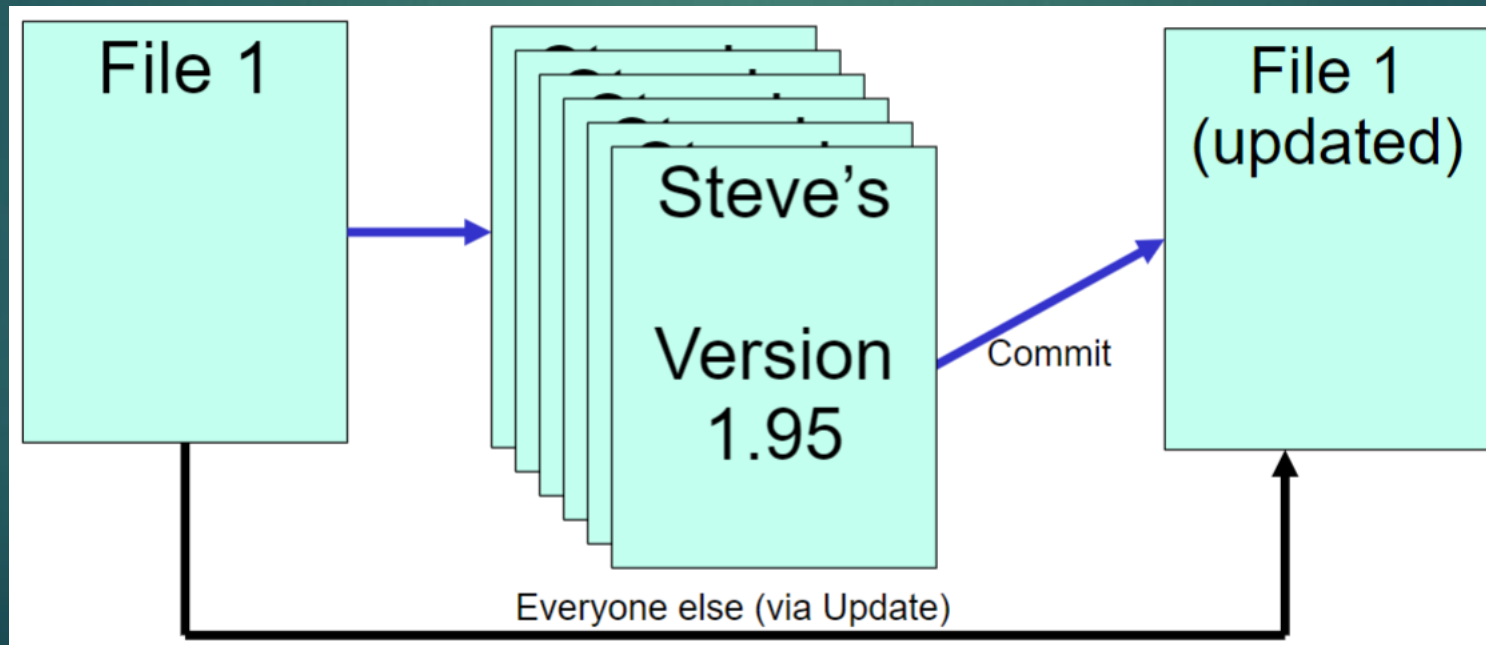 File 1
Steve’s
Version
1.95
Commit
File 1
(updated)
Everyone else (via Update)